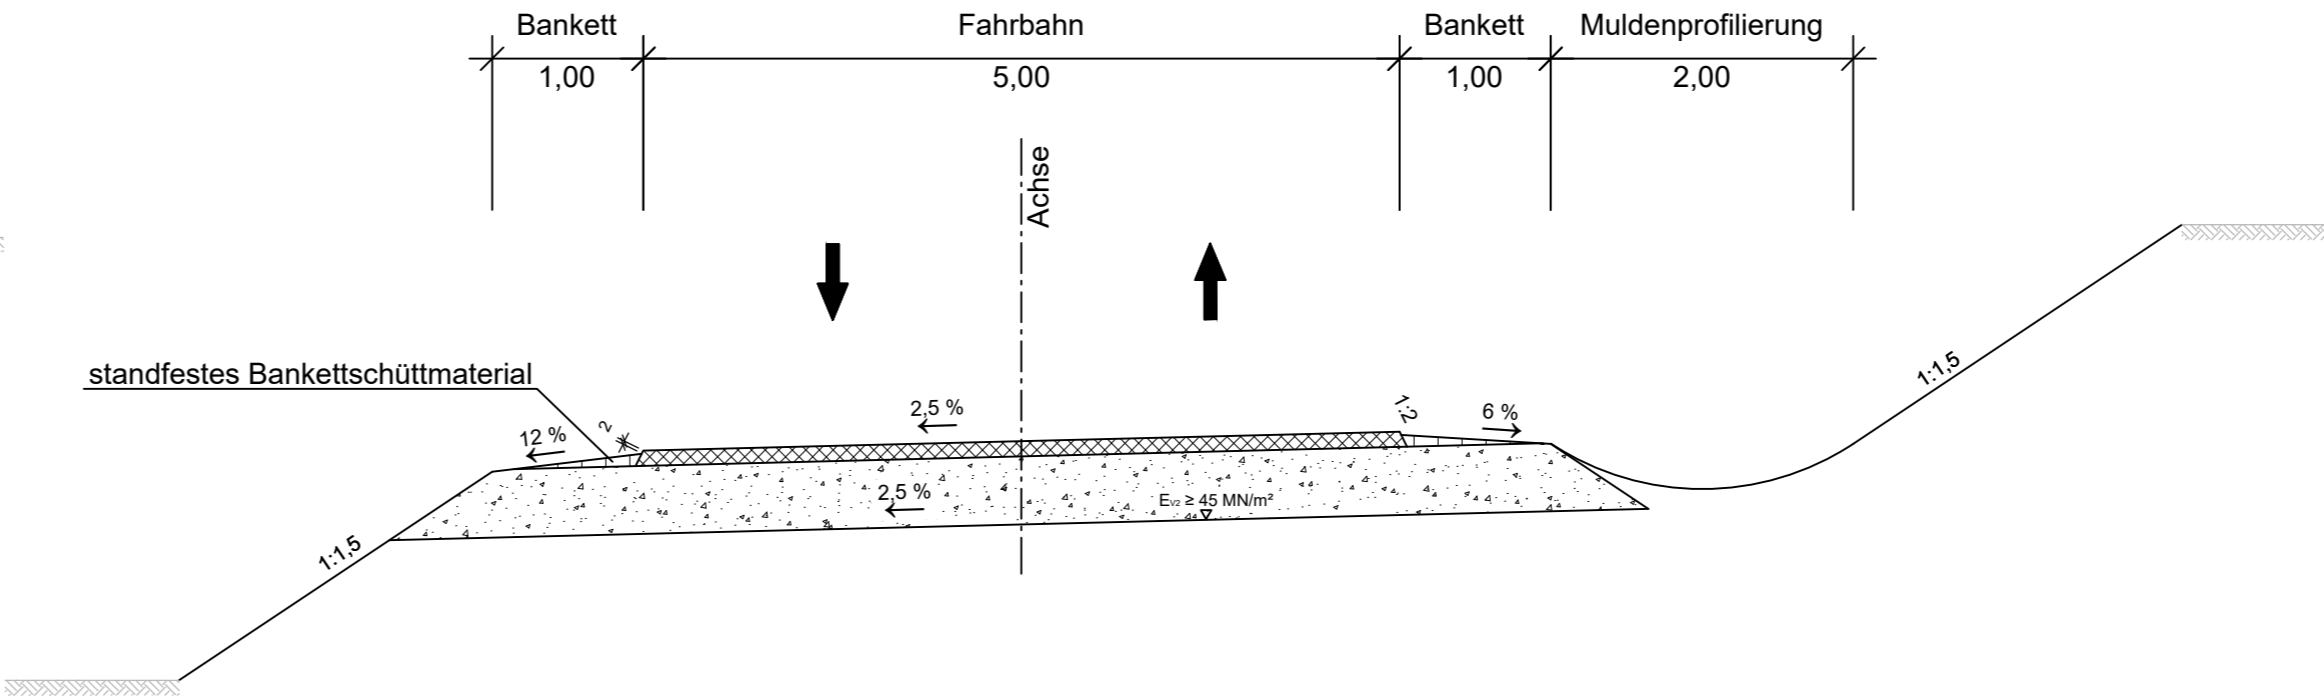 Bankett
Fahrbahn
Bankett
Muldenprofilierung
1,00
5,00
1,00
2,00
Achse
standfestes Bankettschüttmaterial
12 %
2
2,5 %
1:2
6 %
1:1,5
2,5 %
Ev2 ≥ 45 MN/m²
1:1,5